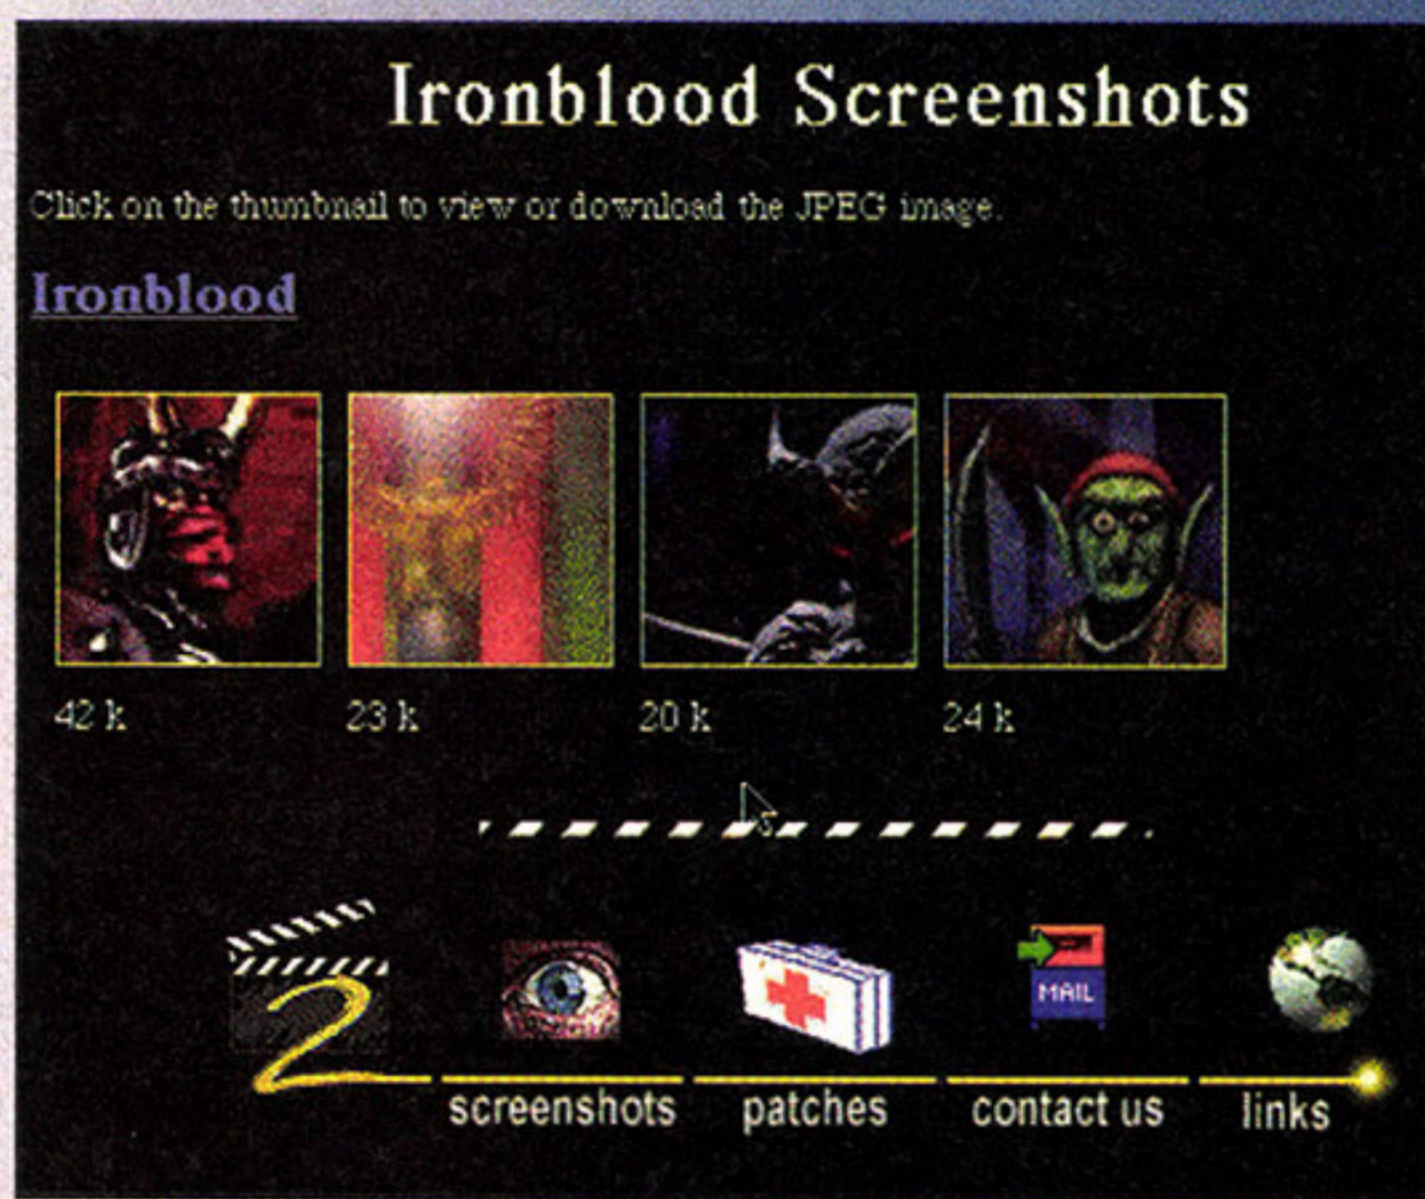 Ironblood Screenshots
Click on the thumbnail to view or download the JPEG image.
Ironblood
42 k 23 k 20 k 24 k
2
MAIL
screenshots patches contact us links